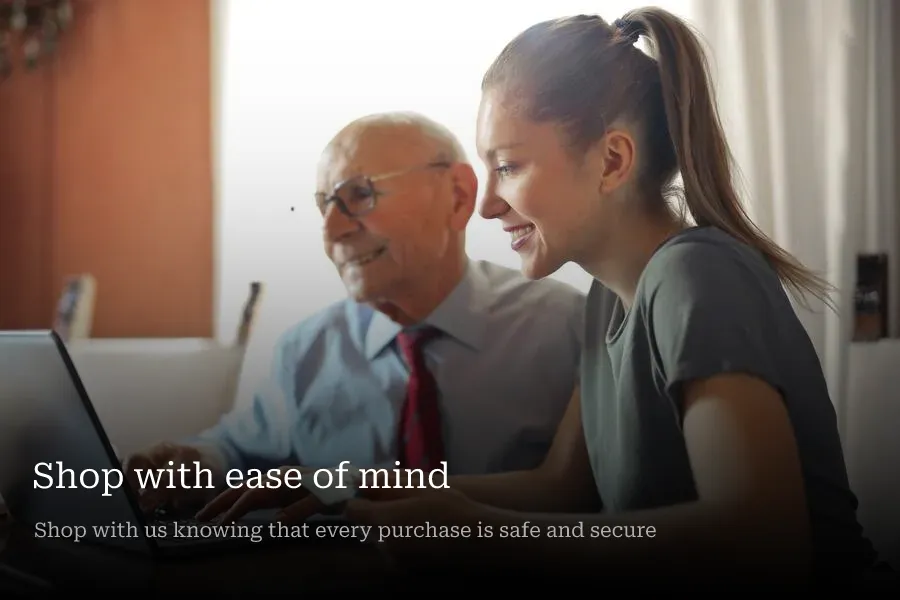 Shop with ease of mind
Shop with us knowing that every purchase is safe and secure